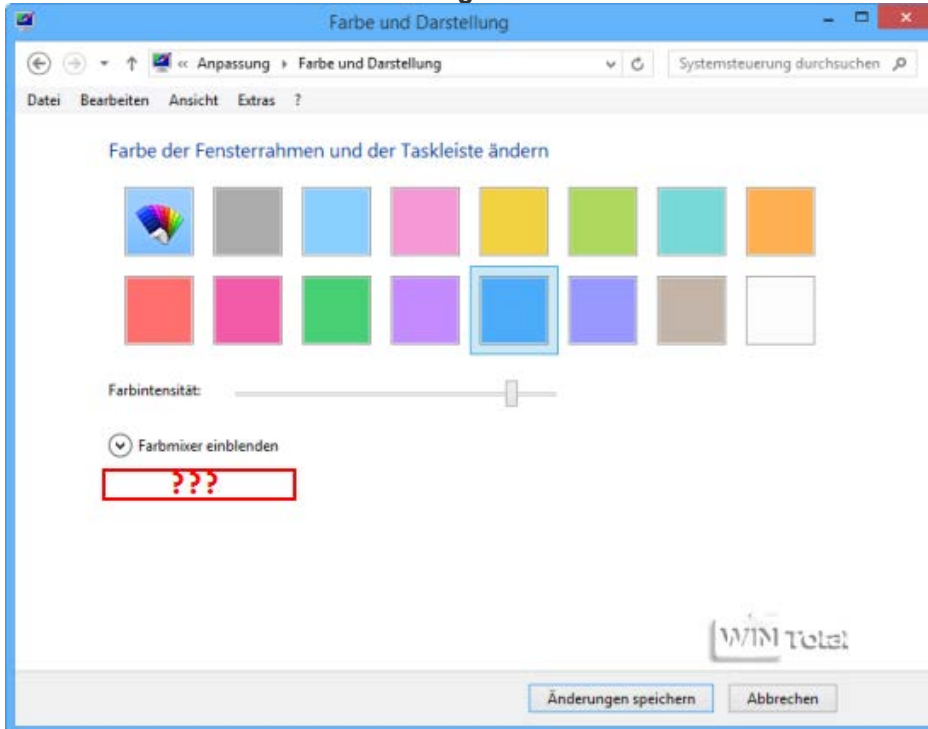 Farbe und Darstellung
« Anpassung ▸ Farbe und Darstellung
Systemsteuerung durchsuchen
Datei Bearbeiten Ansicht Extras ?
Farbe der Fensterrahmen und der Taskleiste ändern
Farbintensität:
Farbmixer einblenden
???
WIN Total
Änderungen speichern Abbrechen